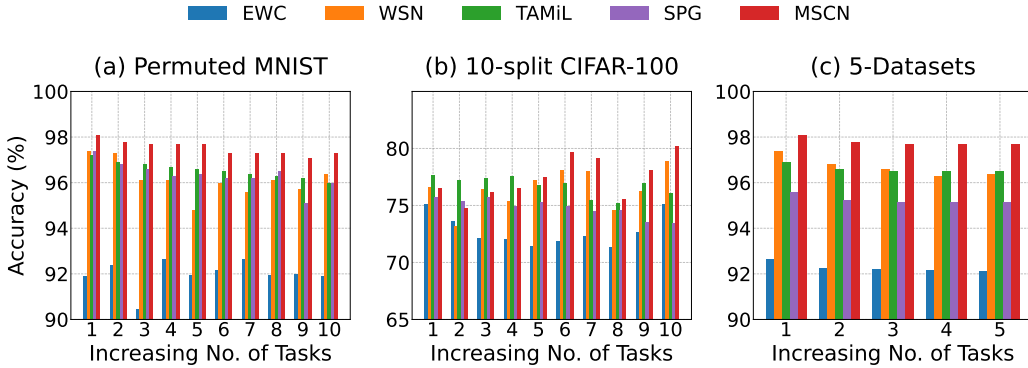 EWC WSN TAMiL SPG MSCN
(a) Permuted MNIST
100
98
96
94
92
90
Accuracy (%)
1 2 3 4 5 6 7 8 9 10
Increasing No. of Tasks
(b) 10-split CIFAR-100
80
75
70
65
1 2 3 4 5 6 7 8 9 10
Increasing No. of Tasks
(c) 5-Datasets
100
98
96
94
92
90
1 2 3 4 5
Increasing No. of Tasks